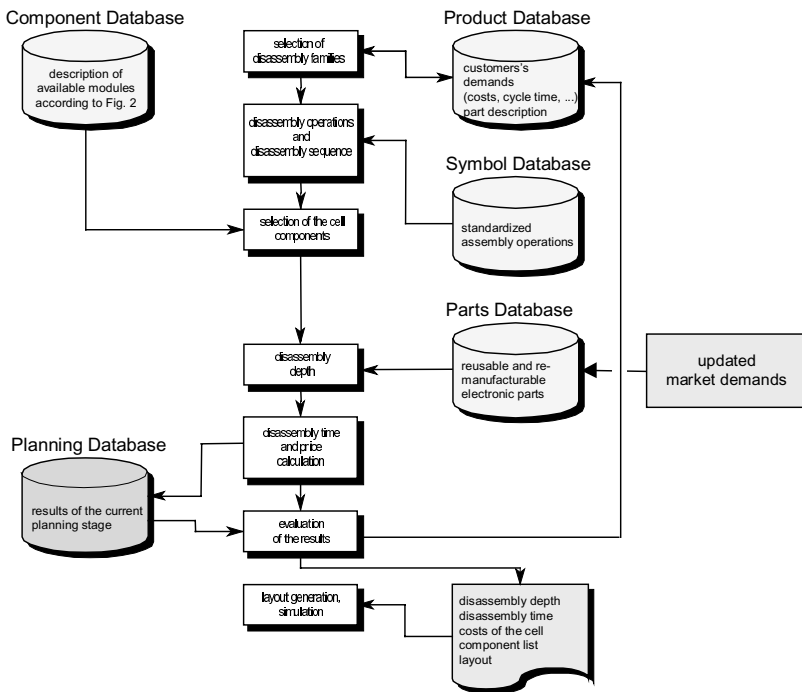 Component Database
Product Database
description of
available modules
according to Fig. 2
selection of
disassembly families
customers's
demands
(costs, cycle time, ...)
part description
disassembly operations
and
disassembly sequence
Symbol Database
standardized
assembly operations
selection of the cell
components
Parts Database
disassembly
depth
reusable and re-
manufacturable
electronic parts
updated
market demands
disassembly time
and price
calculation
Planning Database
results of the current
planning stage
evaluation
of the results
layout generation,
simulation
disassembly depth
disassembly time
costs of the cell
component list
layout